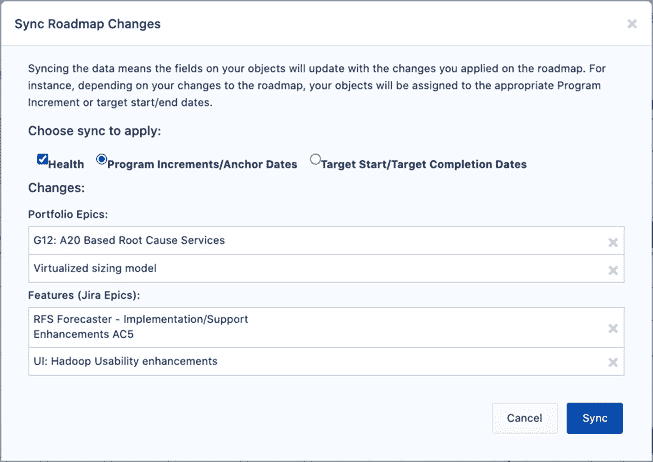 Sync Roadmap Changes
Syncing the data means the fields on your objects will update with the changes you applied on the roadmap. For
instance, depending on your changes to the roadmap, your objects will be assigned to the appropriate Program
Increment or target start/end dates.
Choose sync to apply:
Health Program Increments/Anchor Dates Target Start/Target Completion Dates
Changes:
Portfolio Epics:
G12: A20 Based Root Cause Services
Virtualized sizing model
Features (Jira Epics):
RFS Forecaster - Implementation/Support
Enhancements AC5
UI: Hadoop Usability enhancements
Cancel Sync